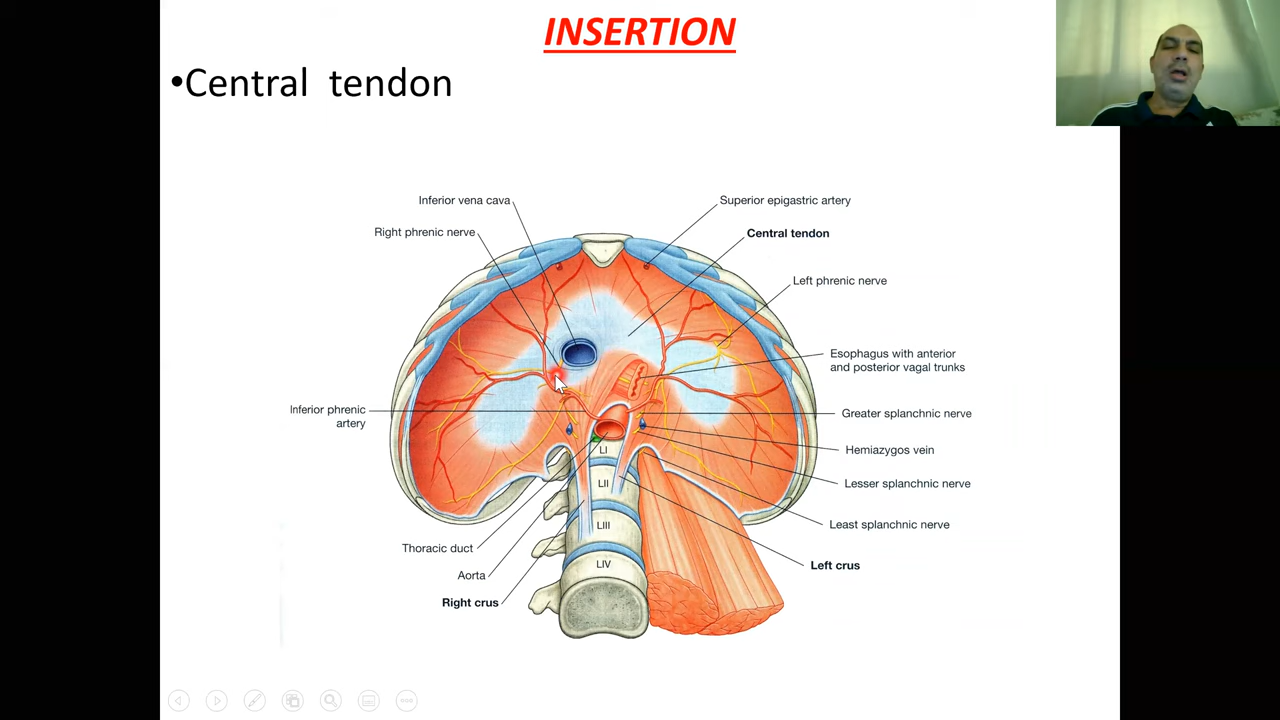 INSERTION
•Central tendon
Inferior vena cava
Superior epigastric artery
Right phrenic nerve
Central tendon
Left phrenic nerve
Esophagus with anterior
and posterior vagal trunks
Inferior phrenic
artery
Greater splanchnic nerve
LI
Hemiazygos vein
LII
Lesser splanchnic nerve
LIII
Least splanchnic nerve
Thoracic duct
LIV
Left crus
Aorta
Right crus